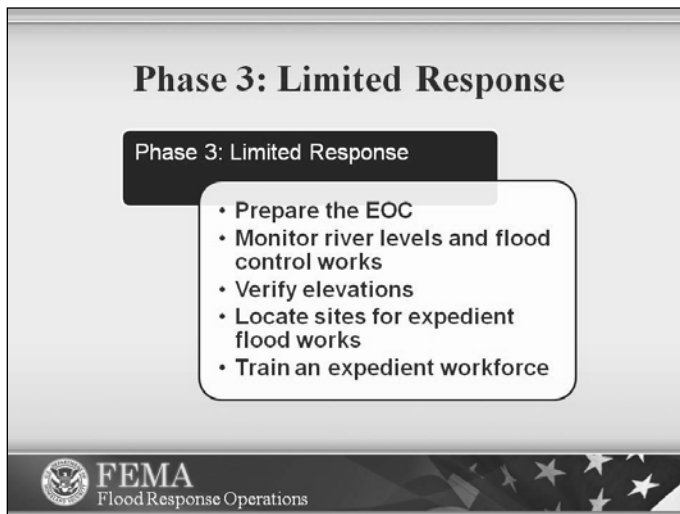 Phase 3: Limited Response
Phase 3: Limited Response
• Prepare the EOC
• Monitor river levels and flood
control works
• Verify elevations
• Locate sites for expedient
flood works
• Train an expedient workforce
FEMA
Flood Response Operations